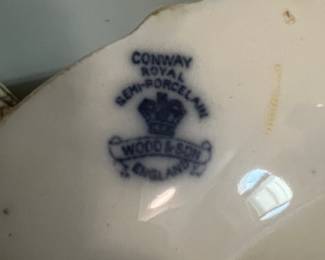 CONWAY
ROYAL
SEMI-PORCELAIN
WOOD & SON
ENGLAND